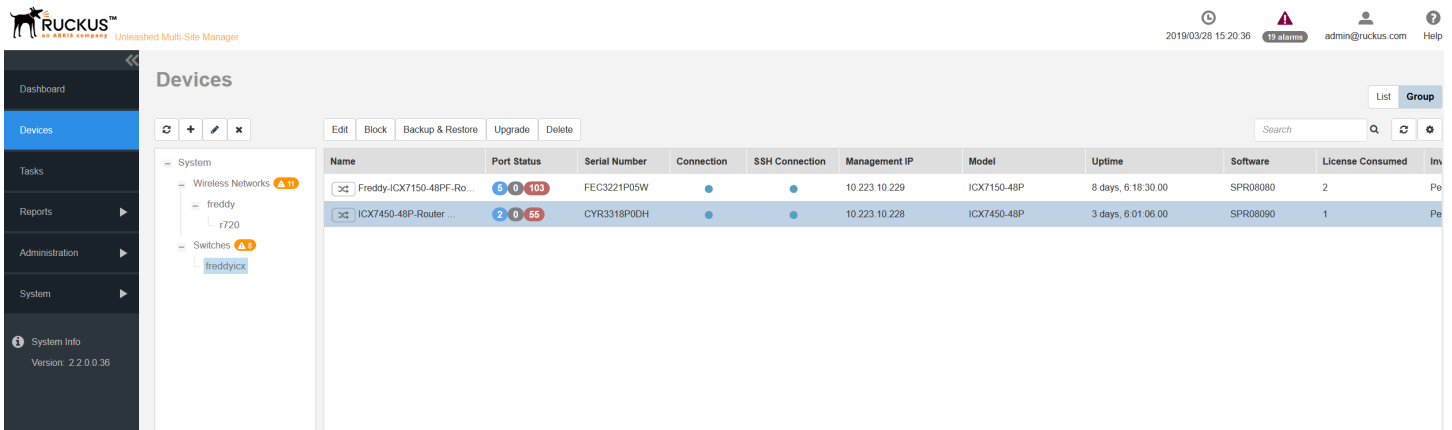 RUCKUS™
an ARRIS company Unleashed Multi-Site Manager
2019/03/28 15:20:36 19 alarms admin@ruckus.com Help
Dashboard
Devices
Tasks
Reports
Administration
System
System Info
Version: 2.2.0.0.36
Devices
List Group
Edit Block Backup & Restore Upgrade Delete Search
System
Wireless Networks 11
freddy
r720
Switches 8
freddyicx
Name Port Status Serial Number Connection SSH Connection Management IP Model Uptime Software License Consumed Inv
Freddy-ICX7150-48PF-Ro... 5 0 103 FEC3221P05W 10.223.10.229 ICX7150-48P 8 days, 6:18:30.00 SPR08080 2 Pe
ICX7450-48P-Router ... 2 0 55 CYR3318P0DH 10.223.10.228 ICX7450-48P 3 days, 6:01:06.00 SPR08090 1 Pe